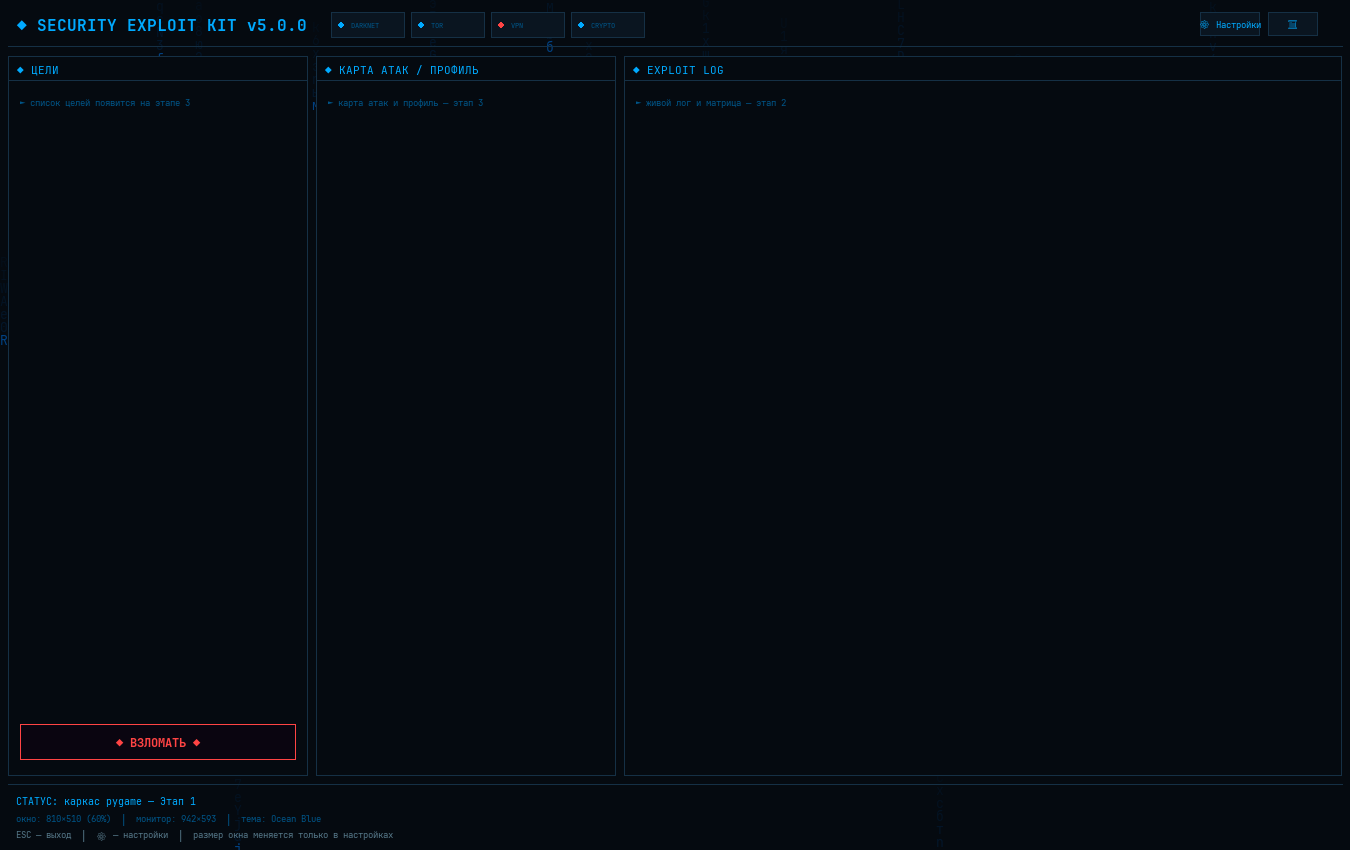 ◆ SECURITY EXPLOIT KIT v5.0.0
◆ DARKNET ◆ TOR ◆ VPN ◆ CRYPTO
Настройки
◆ ЦЕЛИ
← список целей появится на этапе 3
◆ ВЗЛОМАТЬ ◆
◆ КАРТА АТАК / ПРОФИЛЬ
← карта атак и профиль — этап 3
◆ EXPLOIT LOG
← живой лог и матрица — этап 2
СТАТУС: каркас pygame — Этап 1
окно: 810×510 (60%) │ монитор: 942×593 │ тема: Ocean Blue
ESC — выход │ — настройки │ размер окна меняется только в настройках